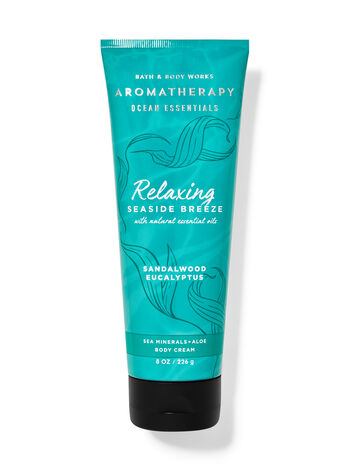 BATH & BODY WORKS
AROMATHERAPY
OCEAN ESSENTIALS
Relaxing
SEASIDE BREEZE
with natural essential oils
SANDALWOOD
EUCALYPTUS
SEA MINERALS+ALOE
BODY CREAM
8 OZ / 226 g